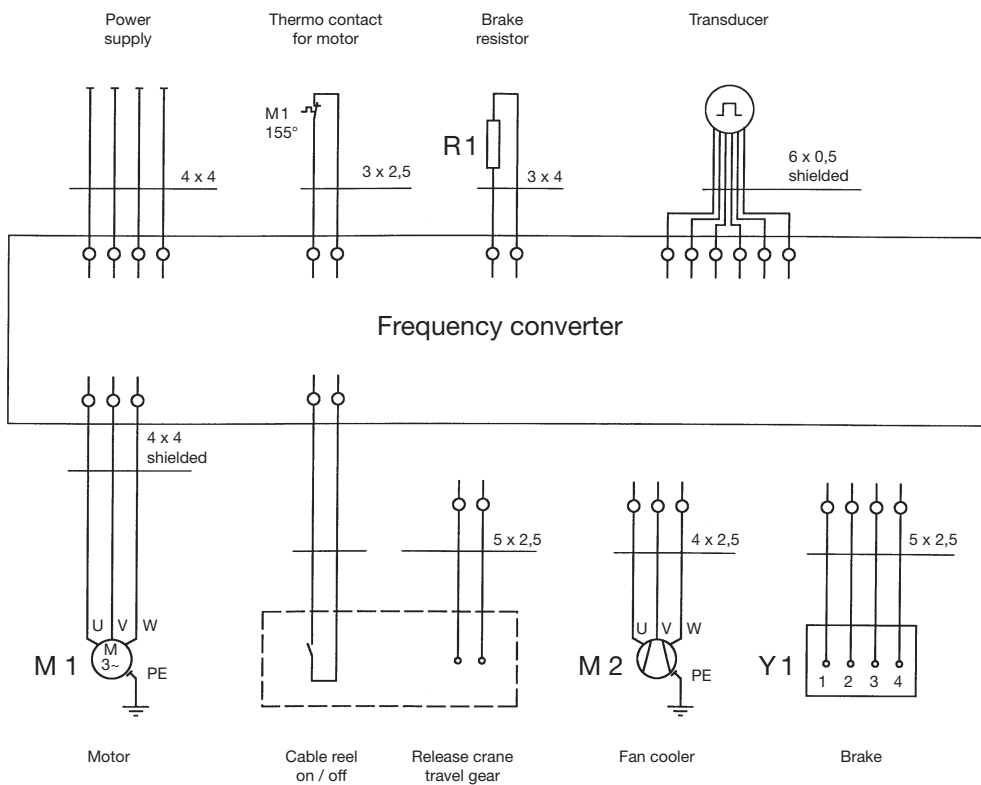 Power
supply
Thermo contact
for motor
Brake
resistor
Transducer
M1
155°
R1
4 x 4
3 x 2,5
3 x 4
6 x 0,5
shielded
Frequency converter
4 x 4
shielded
5 x 2,5
4 x 2,5
5 x 2,5
U V W
M
3~
M 1
PE
U V W
M 2
PE
Y 1
1 2 3 4
Motor
Cable reel
on / off
Release crane
travel gear
Fan cooler
Brake